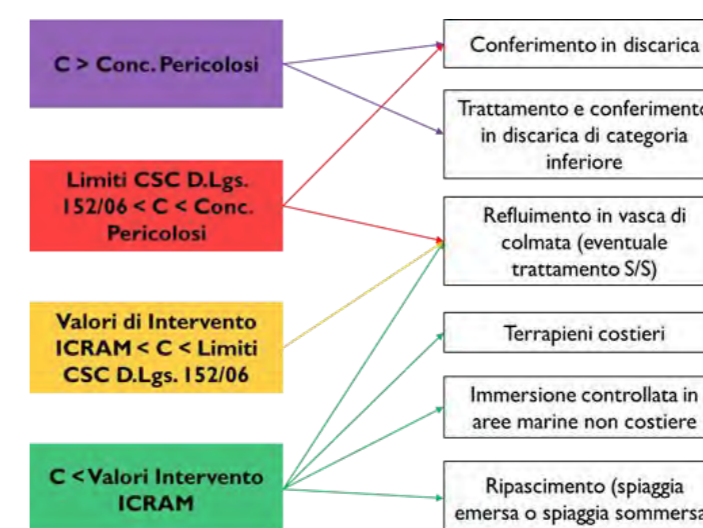 C > Conc. Pericolosi
Limiti CSC D.Lgs.
152/06 < C < Conc.
Pericolosi
Valori di Intervento
ICRAM < C < Limiti
CSC D.Lgs. 152/06
C < Valori Intervento
ICRAM
Conferimento in discarica
Trattamento e conferimento
in discarica di categoria
inferiore
Refluimento in vasca di
colmata (eventuale
trattamento S/S)
Terrapieni costieri
Immersione controllata in
aree marine non costiere
Ripascimento (spiaggia
emersa o spiaggia sommersa